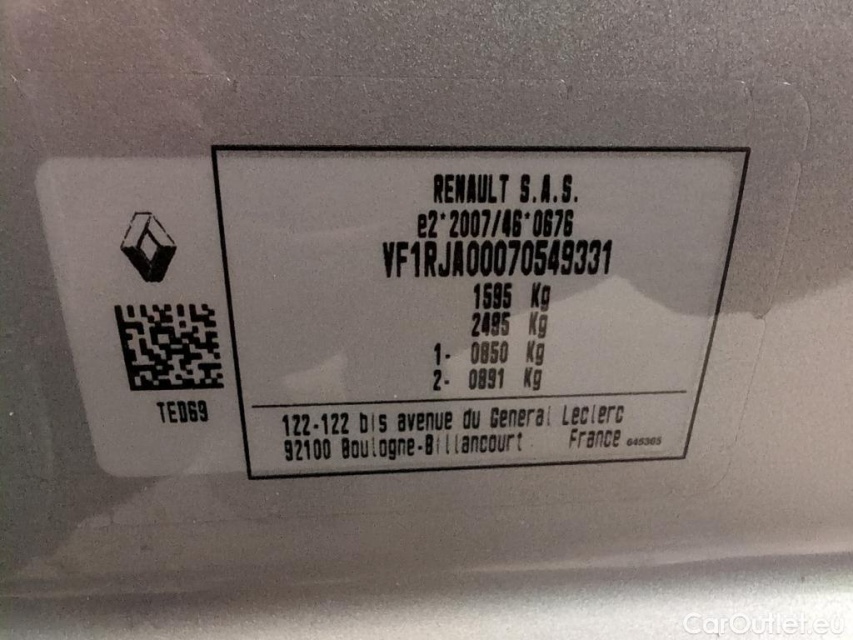 RENAULT S.A.S.
e2*2007/46*0676
VF1RJA00070549331
1595 Kg
2485 Kg
1- 0850 Kg
2- 0891 Kg
TED69
122-122 bis avenue du General Leclerc
92100 Boulogne-Billancourt France 645365
CarOutlet.eu